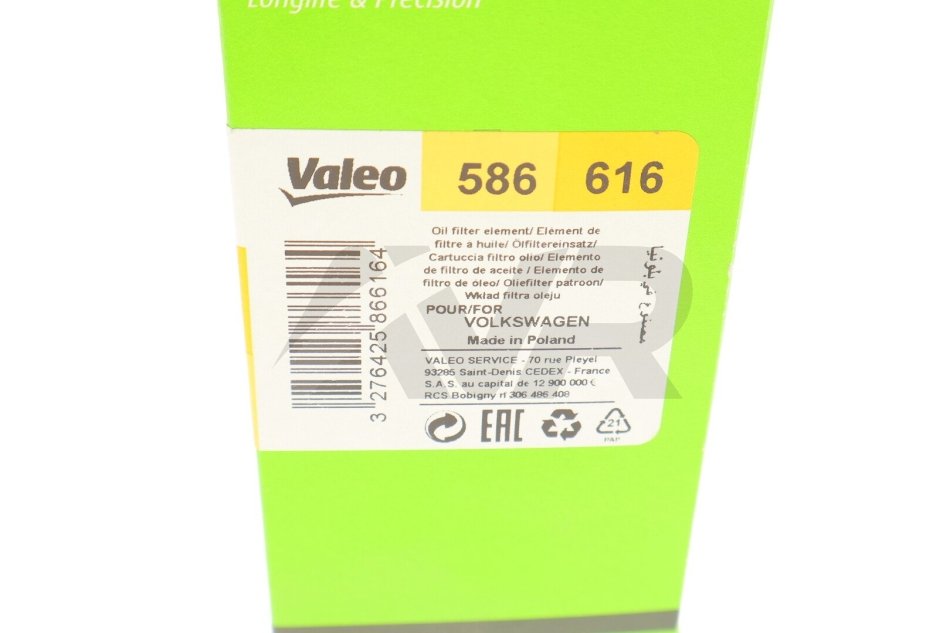 Longlife & Precision
Valeo
586 616
Oil filter element/ Elément de
filtre a huile/ Ölfiltereinsatz/
Cartuccia filtro olio/ Elemento
de filtro de aceite / Elemento de
filtro de oleo/ Oliefilter patroon/
Wkład filtra oleju
POUR/FOR
VOLKSWAGEN
Made in Poland
VALEO SERVICE - 70 rue Pleyel
93285 Saint-Denis CEDEX - France
S.A.S. au capital de 12 900 000 €
RCS Bobigny n 306 486 408
3 276425 866164
EAC
21
PAP